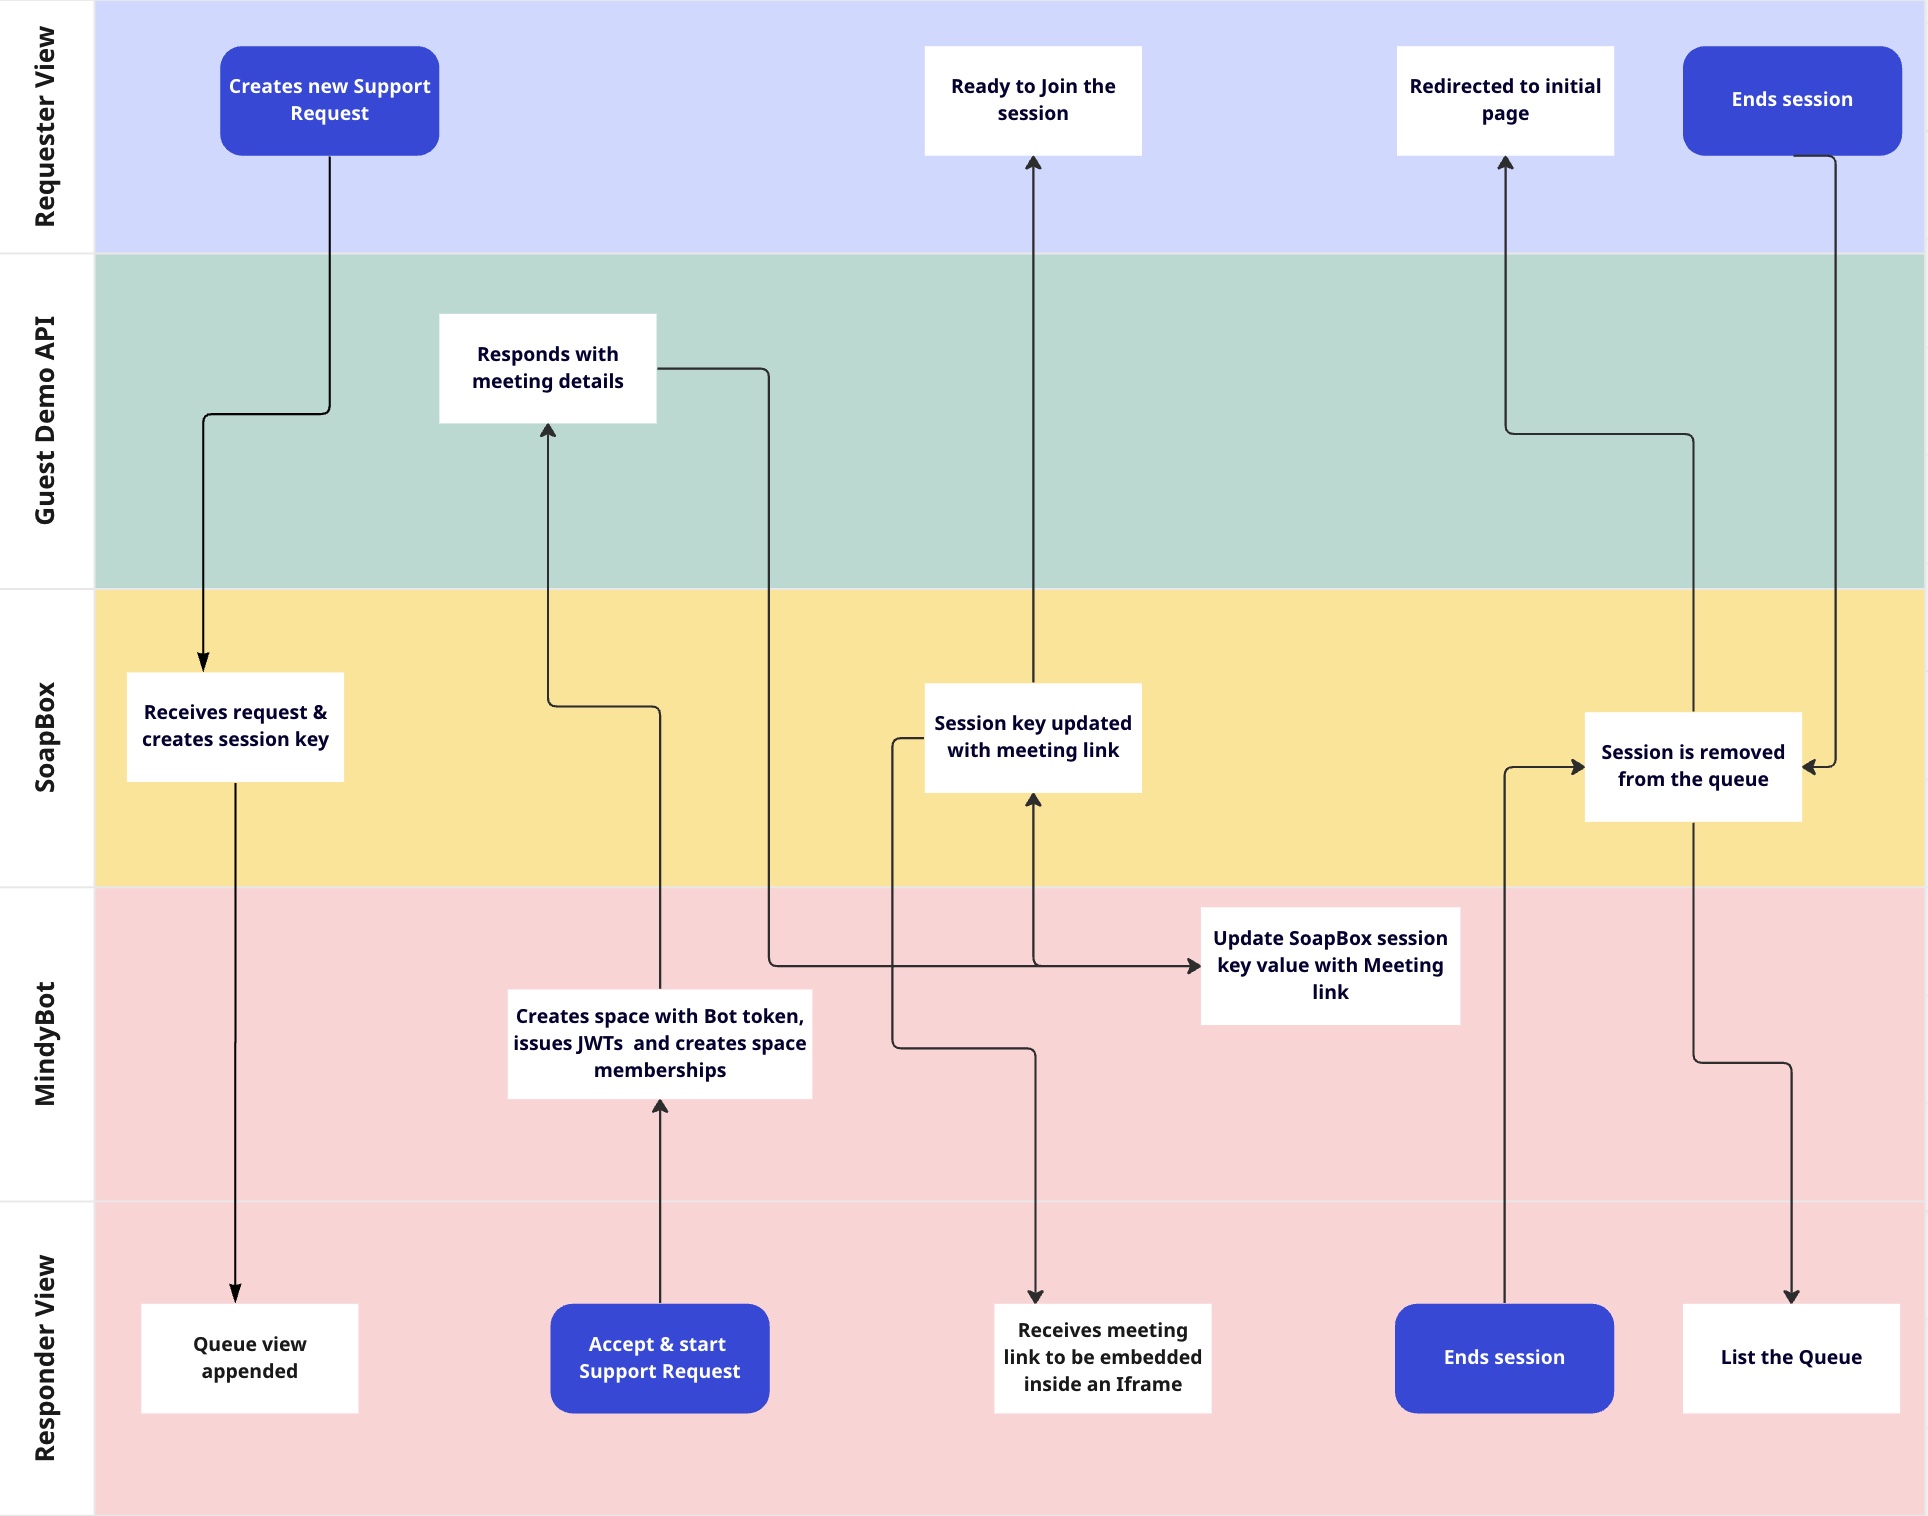 Requester View
Creates new Support
Request
Ready to Join the
session
Redirected to initial
page
Ends session
Guest Demo API
Responds with
meeting details
SoapBox
Receives request &
creates session key
Session key updated
with meeting link
Session is removed
from the queue
MindyBot
Creates space with Bot token,
issues JWTs  and creates space
memberships
Update SoapBox session
key value with Meeting
link
Responder View
Queue view
appended
Accept & start
Support Request
Receives meeting
link to be embedded
inside an Iframe
Ends session
List the Queue